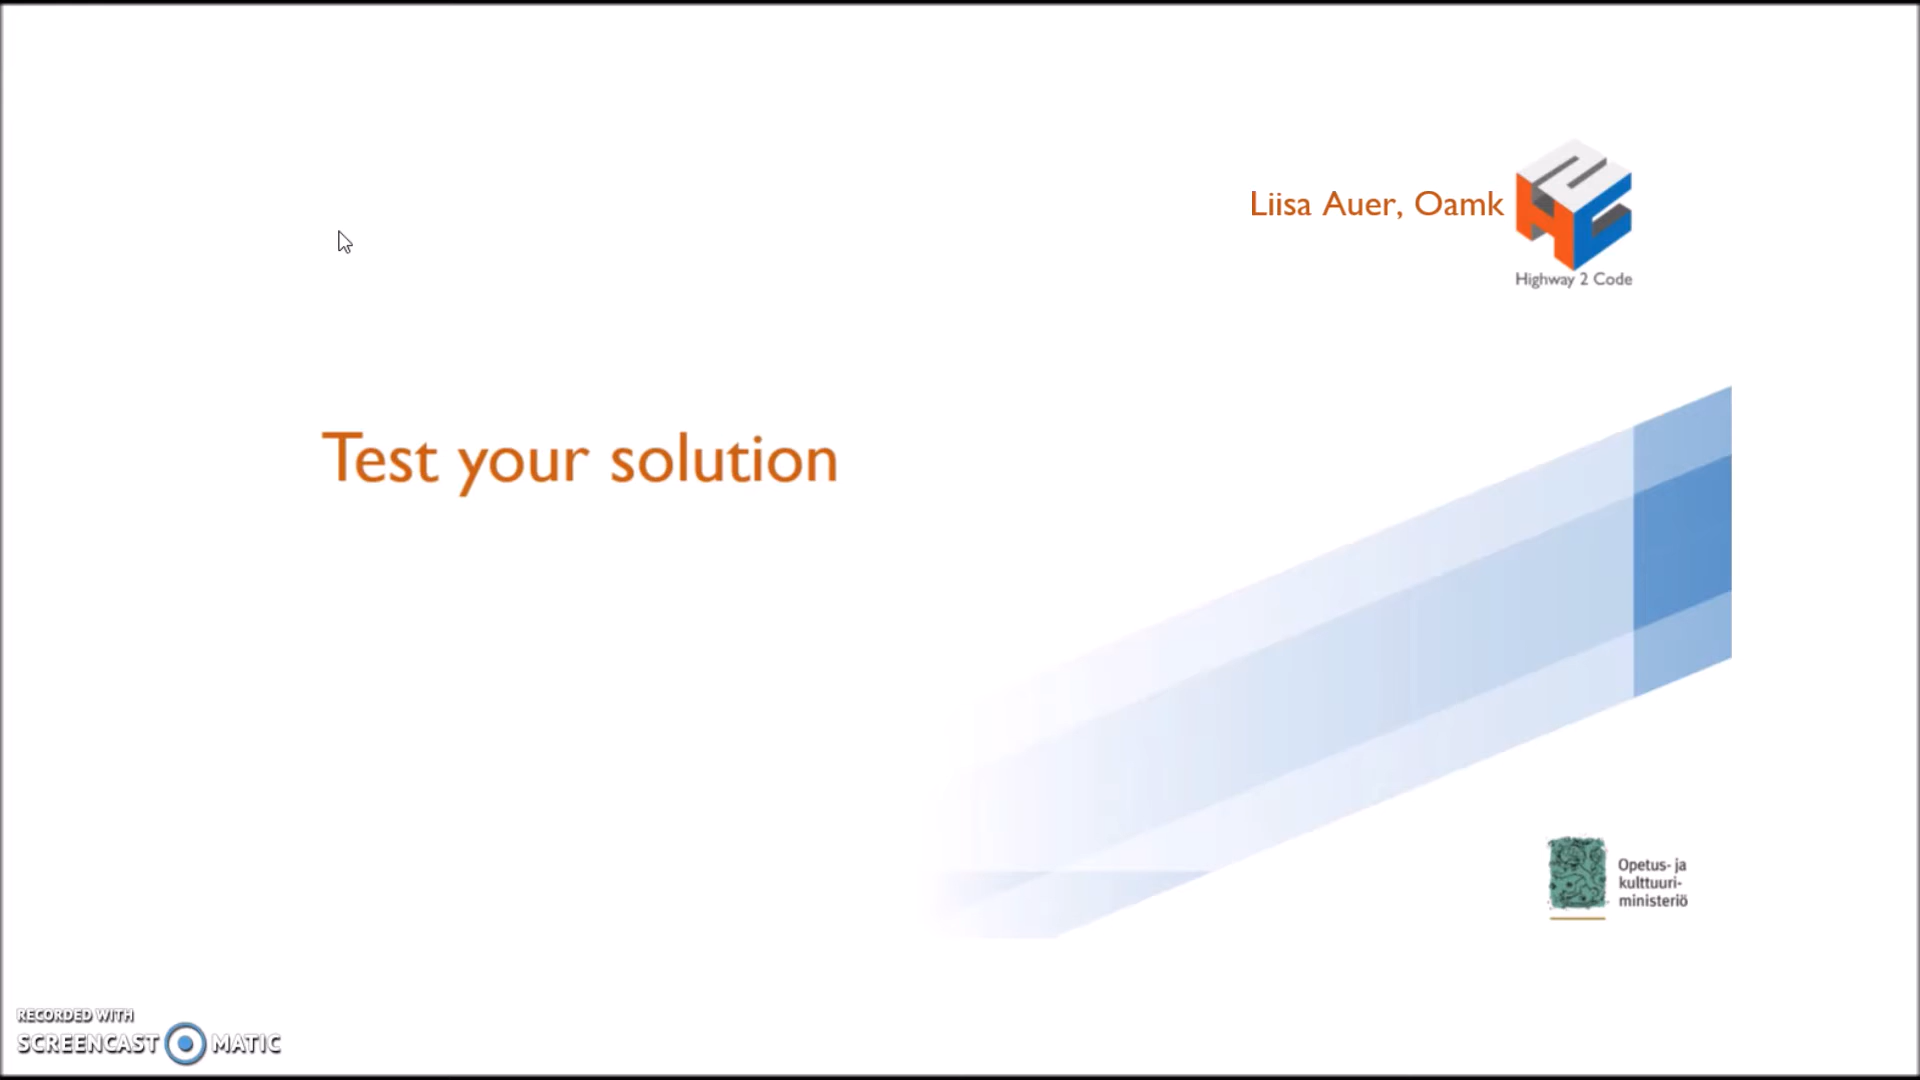 Liisa Auer, Oamk
Highway 2 Code
Test your solution
Opetus- ja
kulttuuri-
ministeriö
RECORDED WITH
SCREENCAST MATIC